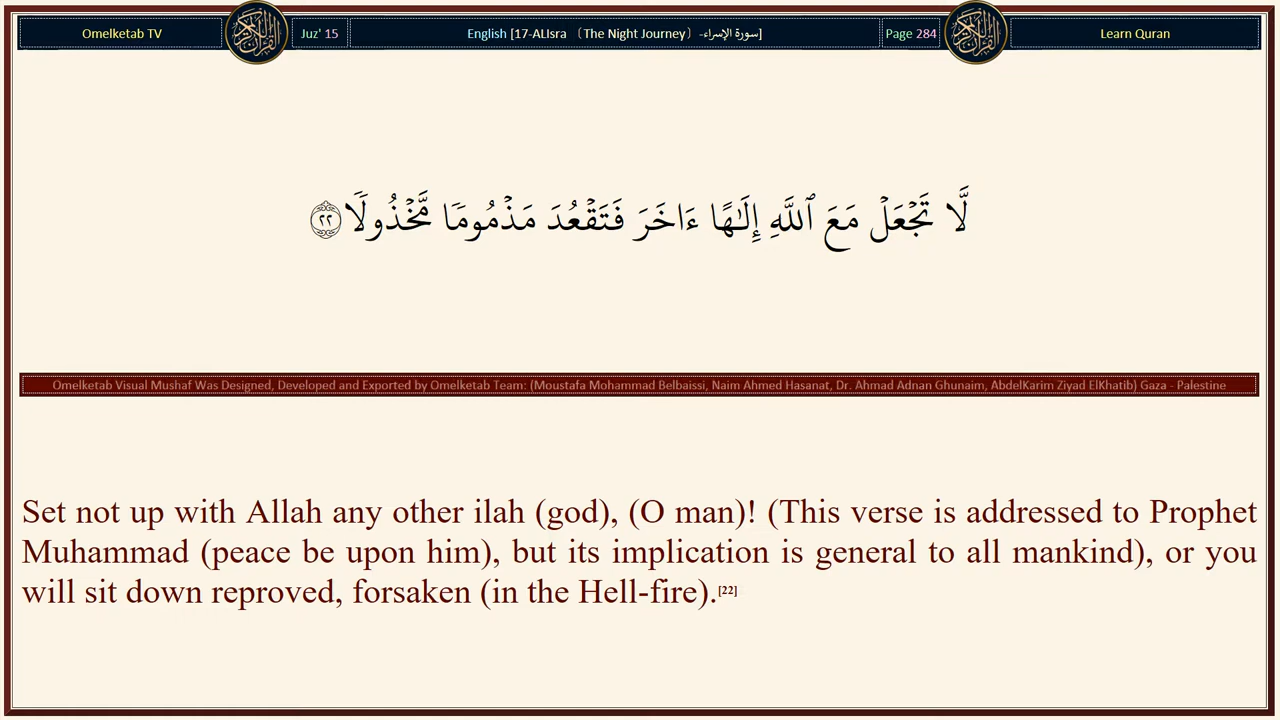 Omelketab TV
Juz' 15
English [17-ALIsra （The Night Journey） -سورة الإسراء]
Page 284
Learn Quran
لَّا تَجْعَلْ مَعَ ٱللَّهِ إِلَٰهًا ءَاخَرَ فَتَقْعُدَ مَذْمُومًا مَّخْذُولًا ٢٢
Omelketab Visual Mushaf Was Designed, Developed and Exported by Omelketab Team: (Moustafa Mohammad Belbaissi, Naim Ahmed Hasanat, Dr. Ahmad Adnan Ghunaim, AbdelKarim Ziyad ElKhatib) Gaza - Palestine
Set not up with Allah any other ilah (god), (O man)! (This verse is addressed to Prophet
Muhammad (peace be upon him), but its implication is general to all mankind), or you
will sit down reproved, forsaken (in the Hell-fire).[22]